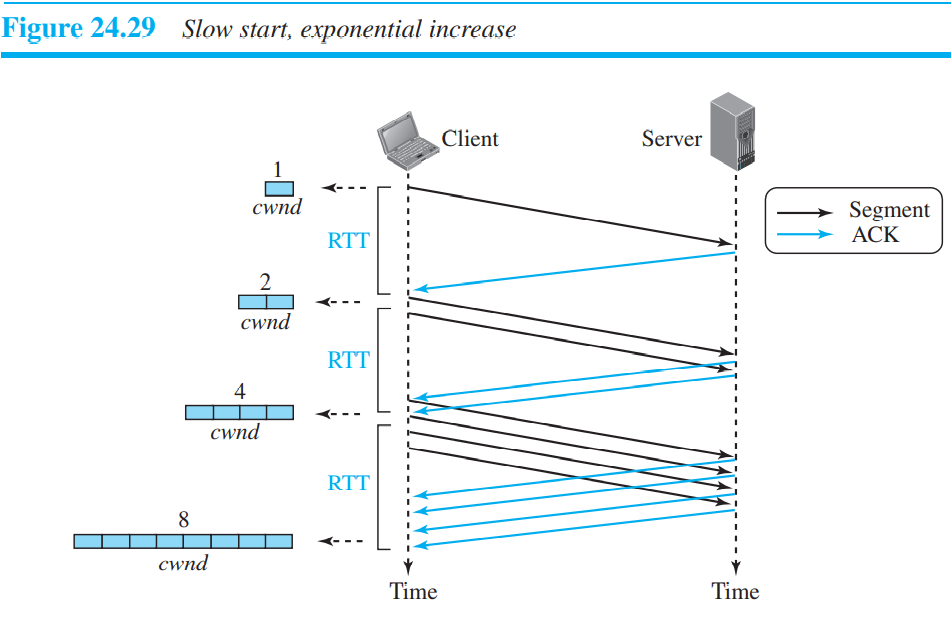 Figure 24.29 Slow start, exponential increase
Client
Server
1
cwnd
RTT
Segment
ACK
2
cwnd
RTT
4
cwnd
RTT
8
cwnd
Time
Time